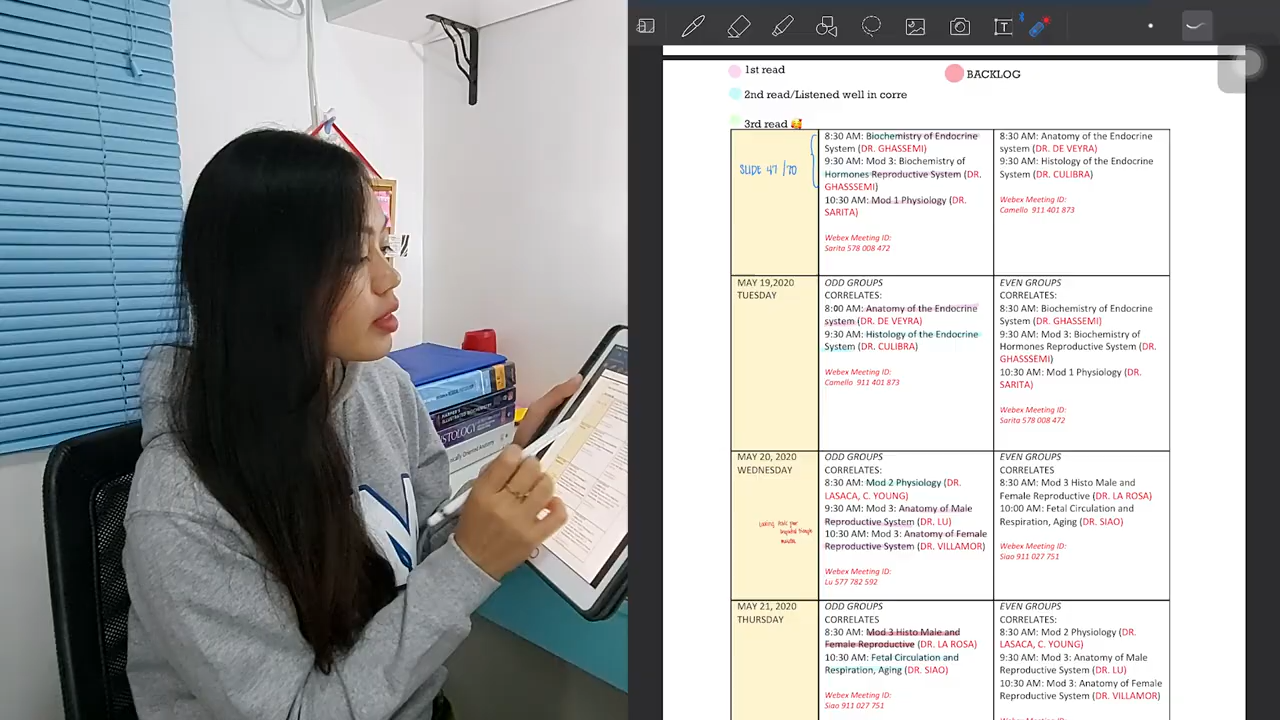 1st read
BACKLOG
2nd read/Listened well in corre
3rd read 🥰
SLIDE 47 /70
8:30 AM: Biochemistry of Endocrine
System (DR. GHASSEMI)
9:30 AM: Mod 3: Biochemistry of
Hormones Reproductive System (DR.
GHASSSEMI)
10:30 AM: Mod 1 Physiology (DR.
SARITA)
Webex Meeting ID:
Sarita 578 008 472
8:30 AM: Anatomy of the Endocrine
system (DR. DE VEYRA)
9:30 AM: Histology of the Endocrine
System (DR. CULIBRA)
Webex Meeting ID:
Camello 911 401 873
MAY 19,2020
TUESDAY
ODD GROUPS
CORRELATES:
8:00 AM: Anatomy of the Endocrine
system (DR. DE VEYRA)
9:30 AM: Histology of the Endocrine
System (DR. CULIBRA)
Webex Meeting ID:
Camello 911 401 873
EVEN GROUPS
CORRELATES:
8:30 AM: Biochemistry of Endocrine
System (DR. GHASSEMI)
9:30 AM: Mod 3: Biochemistry of
Hormones Reproductive System (DR.
GHASSSEMI)
10:30 AM: Mod 1 Physiology (DR.
SARITA)
Webex Meeting ID:
Sarita 578 008 472
MAY 20, 2020
WEDNESDAY
ODD GROUPS
CORRELATES:
8:30 AM: Mod 2 Physiology (DR.
LASACA, C. YOUNG)
9:30 AM: Mod 3: Anatomy of Male
Reproductive System (DR. LU)
10:30 AM: Mod 3: Anatomy of Female
Reproductive System (DR. VILLAMOR)
Webex Meeting ID:
Lu 577 782 592
EVEN GROUPS
CORRELATES
8:30 AM: Mod 3 Histo Male and
Female Reproductive (DR. LA ROSA)
10:00 AM: Fetal Circulation and
Respiration, Aging (DR. SIAO)
Webex Meeting ID:
Siao 911 027 751
MAY 21, 2020
THURSDAY
ODD GROUPS
CORRELATES
8:30 AM: Mod 3 Histo Male and
Female Reproductive (DR. LA ROSA)
10:30 AM: Fetal Circulation and
Respiration, Aging (DR. SIAO)
Webex Meeting ID:
Siao 911 027 751
EVEN GROUPS
CORRELATES:
8:30 AM: Mod 2 Physiology (DR.
LASACA, C. YOUNG)
9:30 AM: Mod 3: Anatomy of Male
Reproductive System (DR. LU)
10:30 AM: Mod 3: Anatomy of Female
Reproductive System (DR. VILLAMOR)